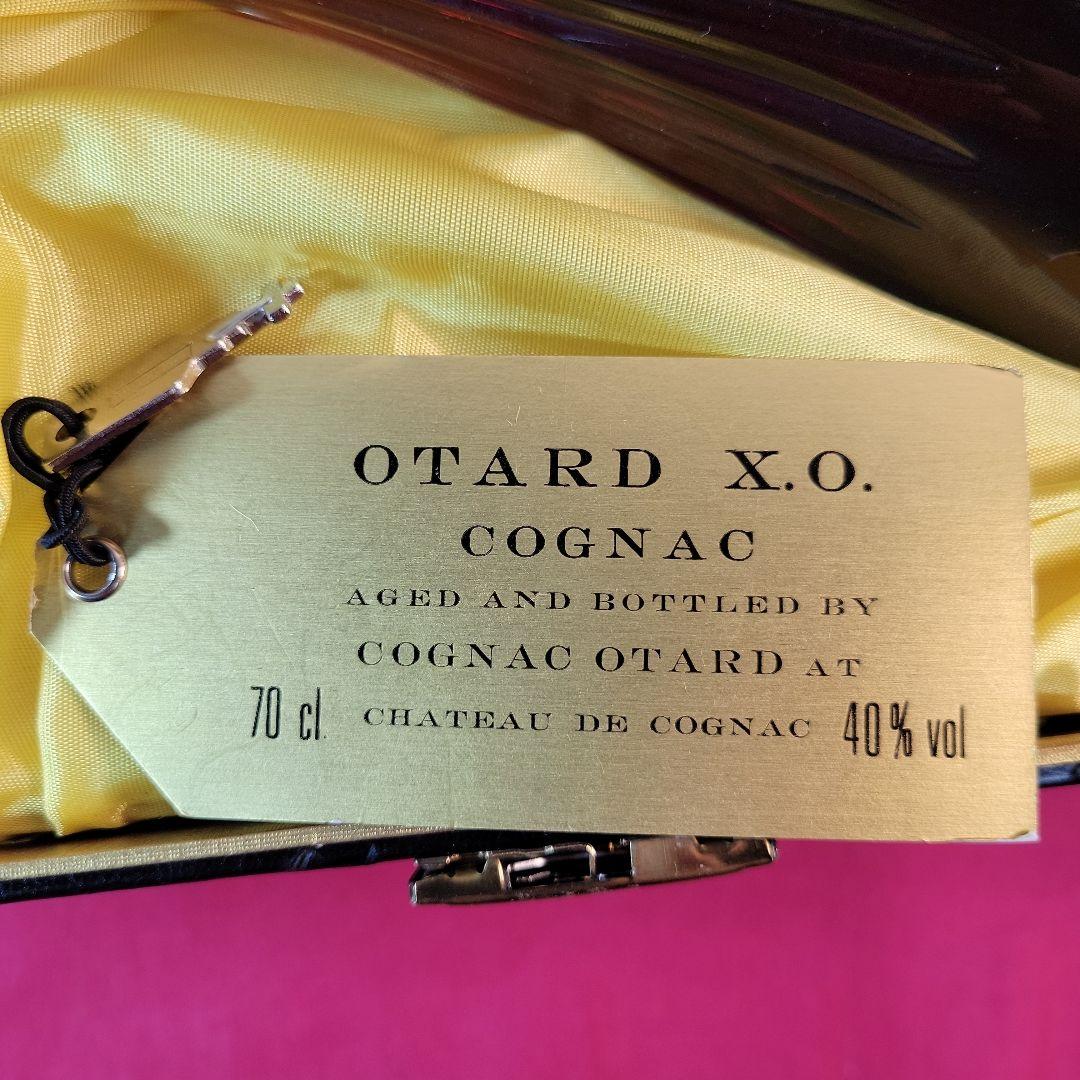 OTARD X.O.
COGNAC
AGED AND BOTTLED BY
COGNAC OTARD AT
70 cl. CHATEAU DE COGNAC 40% vol